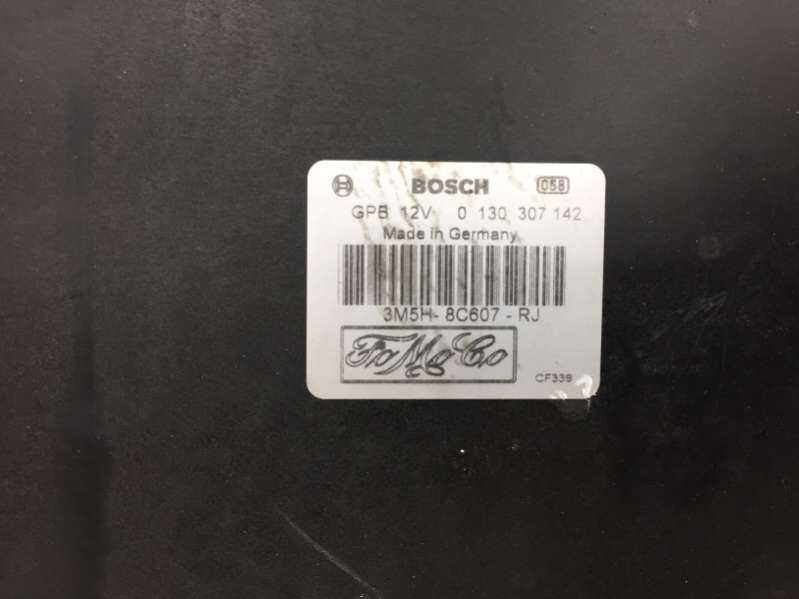 BOSCH 058
GPB 12V 0 130 307 142
Made in Germany
3M5H-8C607-RJ
FoMoCo
CF339